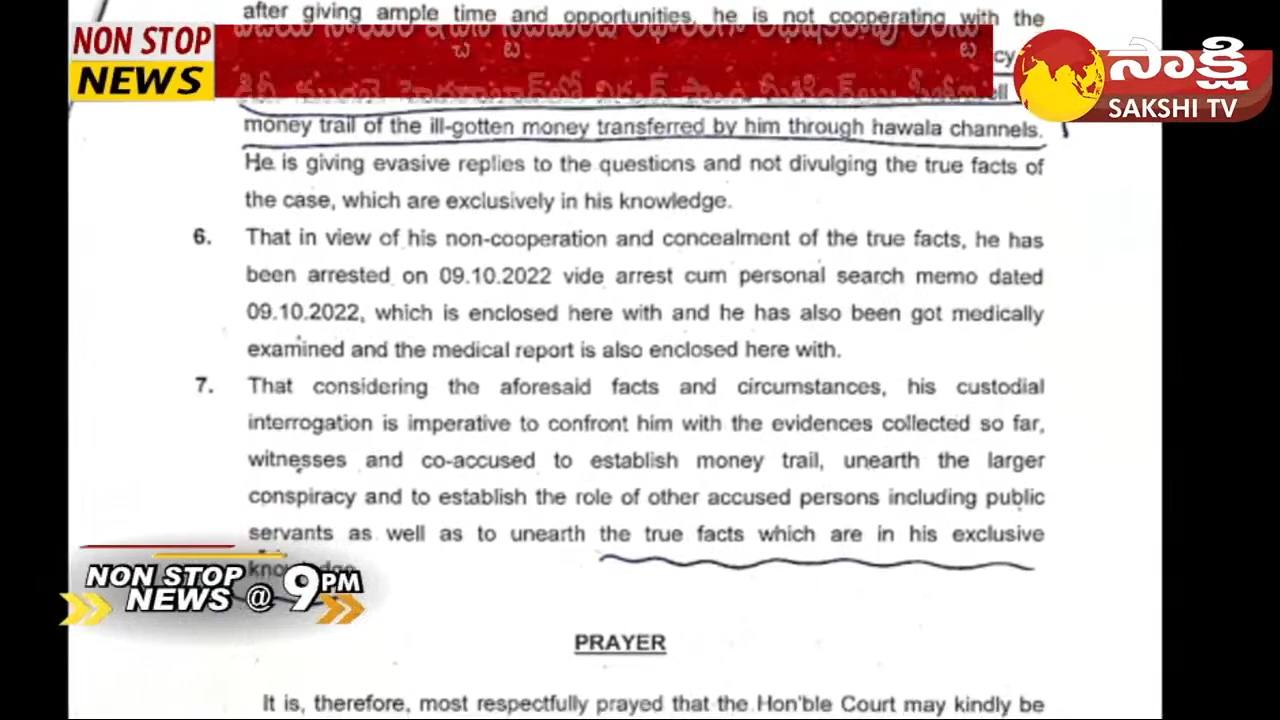 after giving ample time and opportunities, he is not cooperating with the
NON STOP
NEWS
సాక్షి
SAKSHI TV
money trail of the ill-gotten money transferred by him through hawala channels.
He is giving evasive replies to the questions and not divulging the true facts of
the case, which are exclusively in his knowledge.
6. That in view of his non-cooperation and concealment of the true facts, he has
been arrested on 09.10.2022 vide arrest cum personal search memo dated
09.10.2022, which is enclosed here with and he has also been got medically
examined and the medical report is also enclosed here with.
7. That considering the aforesaid facts and circumstances, his custodial
interrogation is imperative to confront him with the evidences collected so far,
witnesses and co-accused to establish money trail, unearth the larger
conspiracy and to establish the role of other accused persons including public
servants as well as to unearth the true facts which are in his exclusive
NON STOP
NEWS @ 9PM
PRAYER
It is, therefore, most respectfully prayed that the Hon'ble Court may kindly be